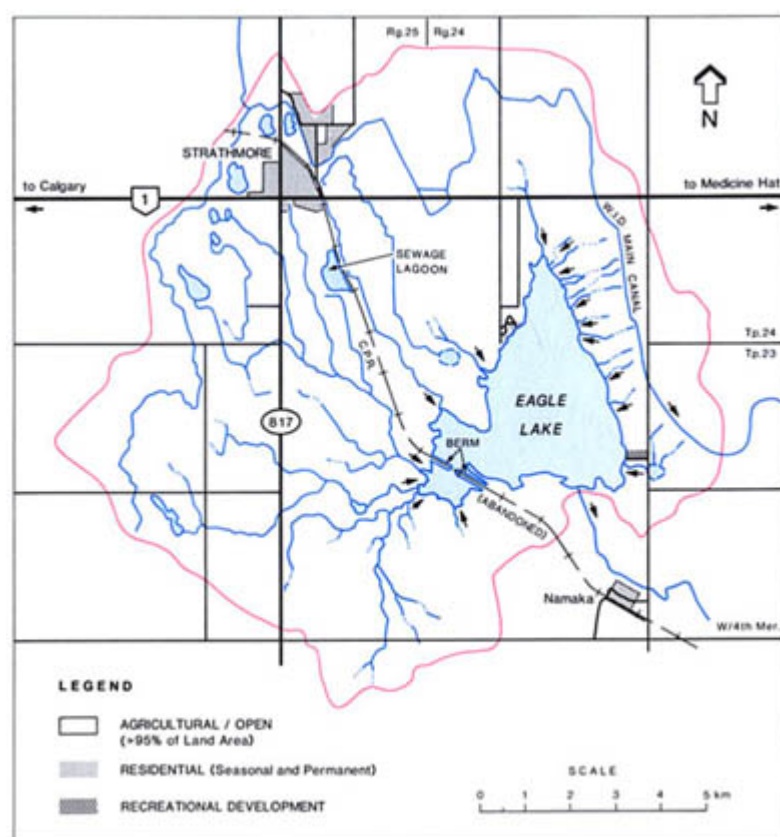 Rg.25 Rg.24
N
STRATHMORE
to Calgary
1
to Medicine Hat
W.I.D. MAIN CANAL
SEWAGE
LAGOON
Tp.24
Tp.23
C.P.R.
EAGLE
LAKE
817
BERM
(ABANDONED)
Namaka
W/4th Mer.
LEGEND
AGRICULTURAL / OPEN
(>95% of Land Area)
RESIDENTIAL (Seasonal and Permanent)
RECREATIONAL DEVELOPMENT
SCALE
0 1 2 3 4 5 km